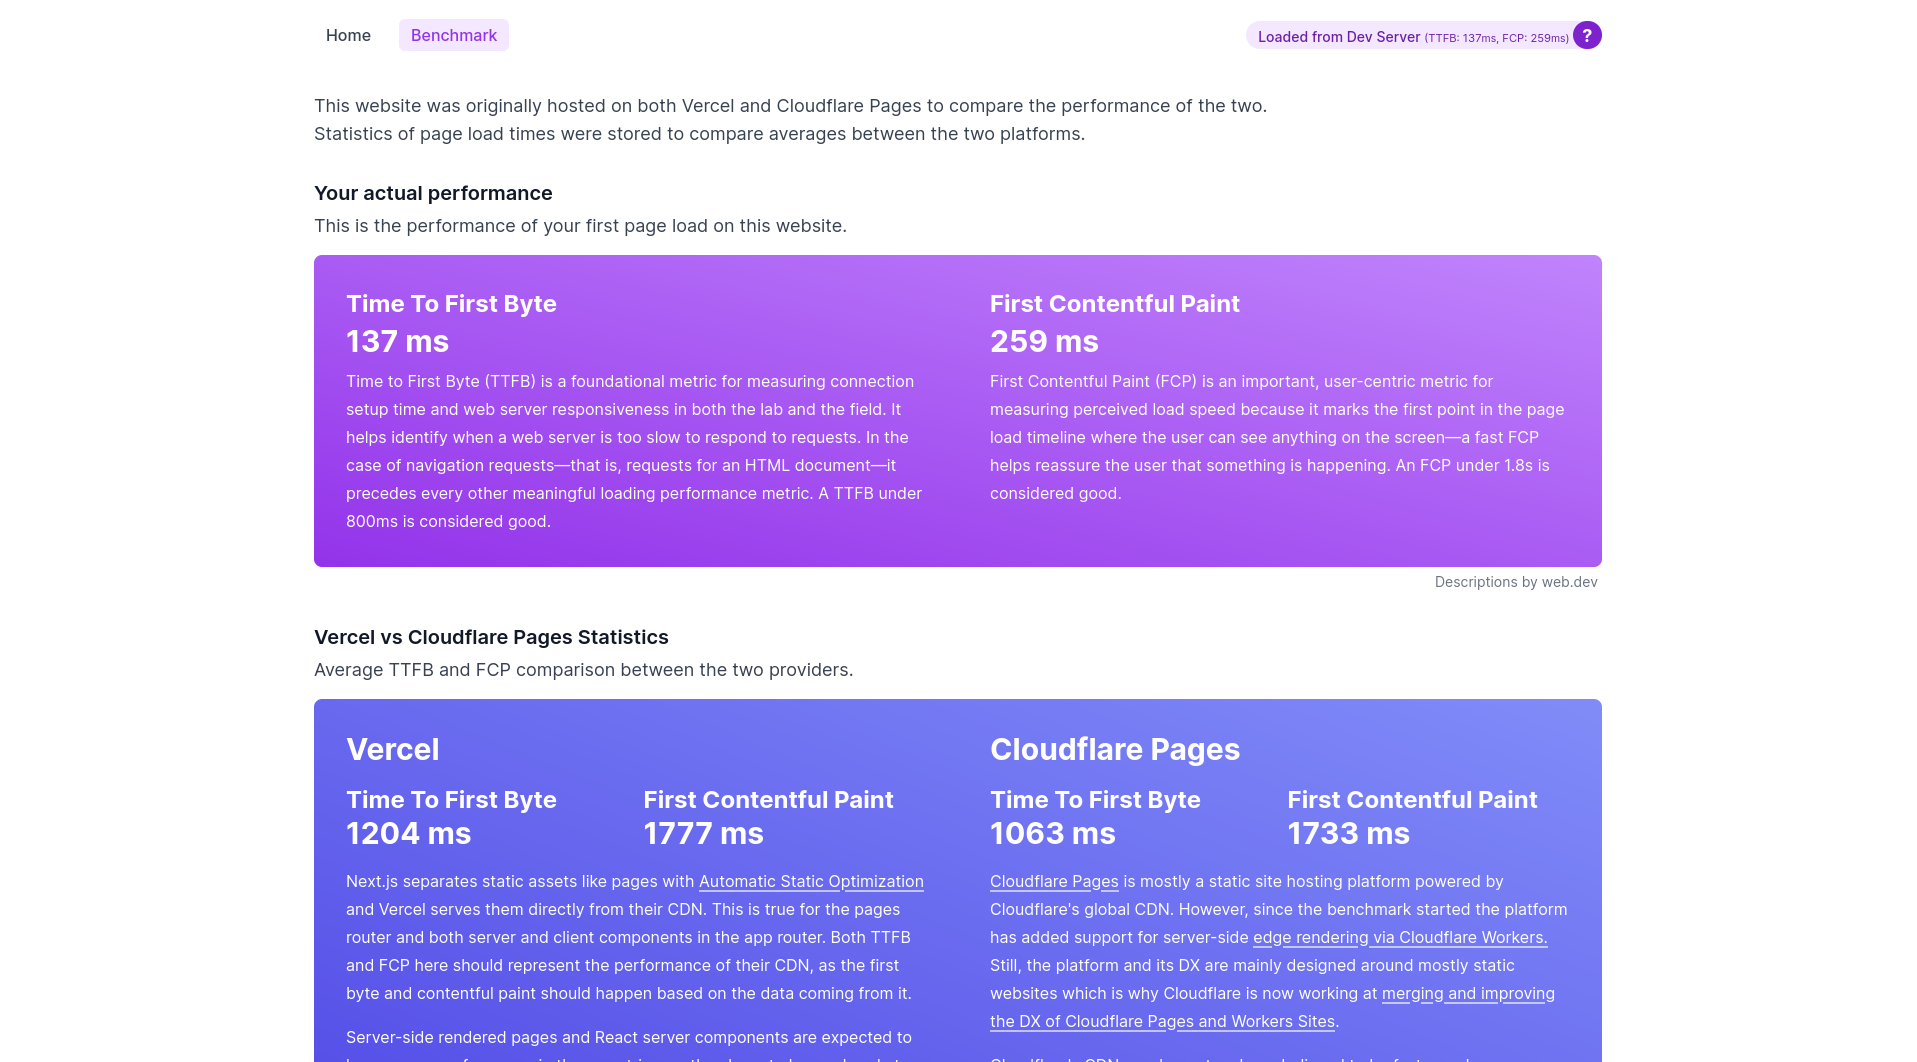 Home
Benchmark
Loaded from Dev Server (TTFB: 137ms, FCP: 259ms)
?
This website was originally hosted on both Vercel and Cloudflare Pages to compare the performance of the two.
Statistics of page load times were stored to compare averages between the two platforms.
Your actual performance
This is the performance of your first page load on this website.
Time To First Byte
137 ms
Time to First Byte (TTFB) is a foundational metric for measuring connection
setup time and web server responsiveness in both the lab and the field. It
helps identify when a web server is too slow to respond to requests. In the
case of navigation requests—that is, requests for an HTML document—it
precedes every other meaningful loading performance metric. A TTFB under
800ms is considered good.
First Contentful Paint
259 ms
First Contentful Paint (FCP) is an important, user-centric metric for
measuring perceived load speed because it marks the first point in the page
load timeline where the user can see anything on the screen—a fast FCP
helps reassure the user that something is happening. An FCP under 1.8s is
considered good.
Descriptions by web.dev
Vercel vs Cloudflare Pages Statistics
Average TTFB and FCP comparison between the two providers.
Vercel
Time To First Byte
1204 ms
First Contentful Paint
1777 ms
Next.js separates static assets like pages with Automatic Static Optimization
and Vercel serves them directly from their CDN. This is true for the pages
router and both server and client components in the app router. Both TTFB
and FCP here should represent the performance of their CDN, as the first
byte and contentful paint should happen based on the data coming from it.
Server-side rendered pages and React server components are expected to
Cloudflare Pages
Time To First Byte
1063 ms
First Contentful Paint
1733 ms
Cloudflare Pages is mostly a static site hosting platform powered by
Cloudflare's global CDN. However, since the benchmark started the platform
has added support for server-side edge rendering via Cloudflare Workers.
Still, the platform and its DX are mainly designed around mostly static
websites which is why Cloudflare is now working at merging and improving
the DX of Cloudflare Pages and Workers Sites.